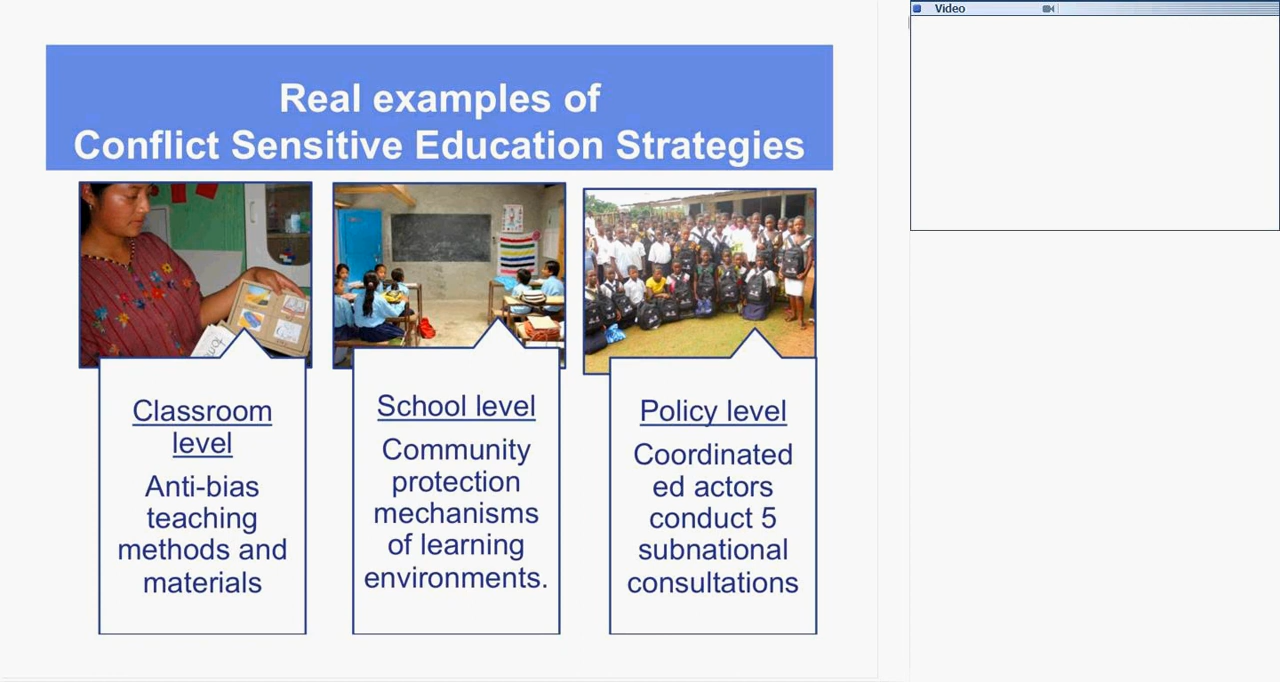 Video
Real examples of
Conflict Sensitive Education Strategies
Classroom
level
Anti-bias
teaching
methods and
materials
School level
Community
protection
mechanisms
of learning
environments.
Policy level
Coordinated
ed actors
conduct 5
subnational
consultations